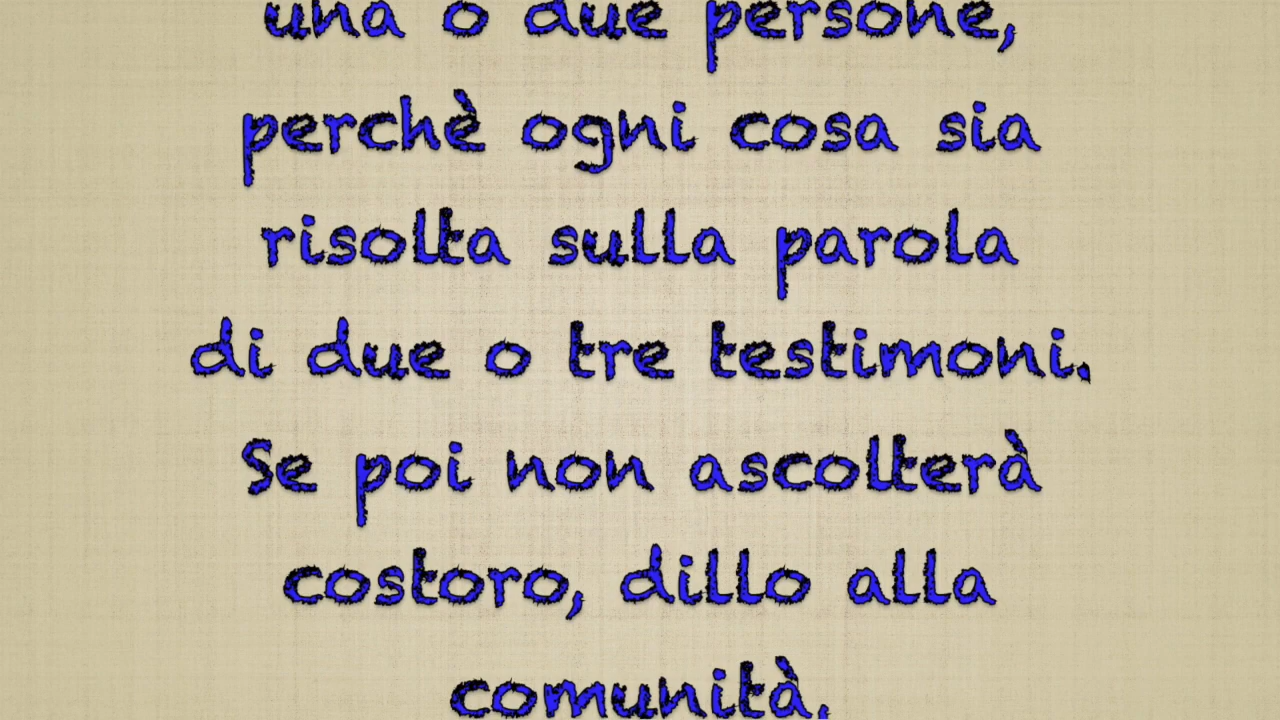 una o due persone,
perchè ogni cosa sia
risolta sulla parola
di due o tre testimoni.
Se poi non ascolterà
costoro, dillo alla
comunità,